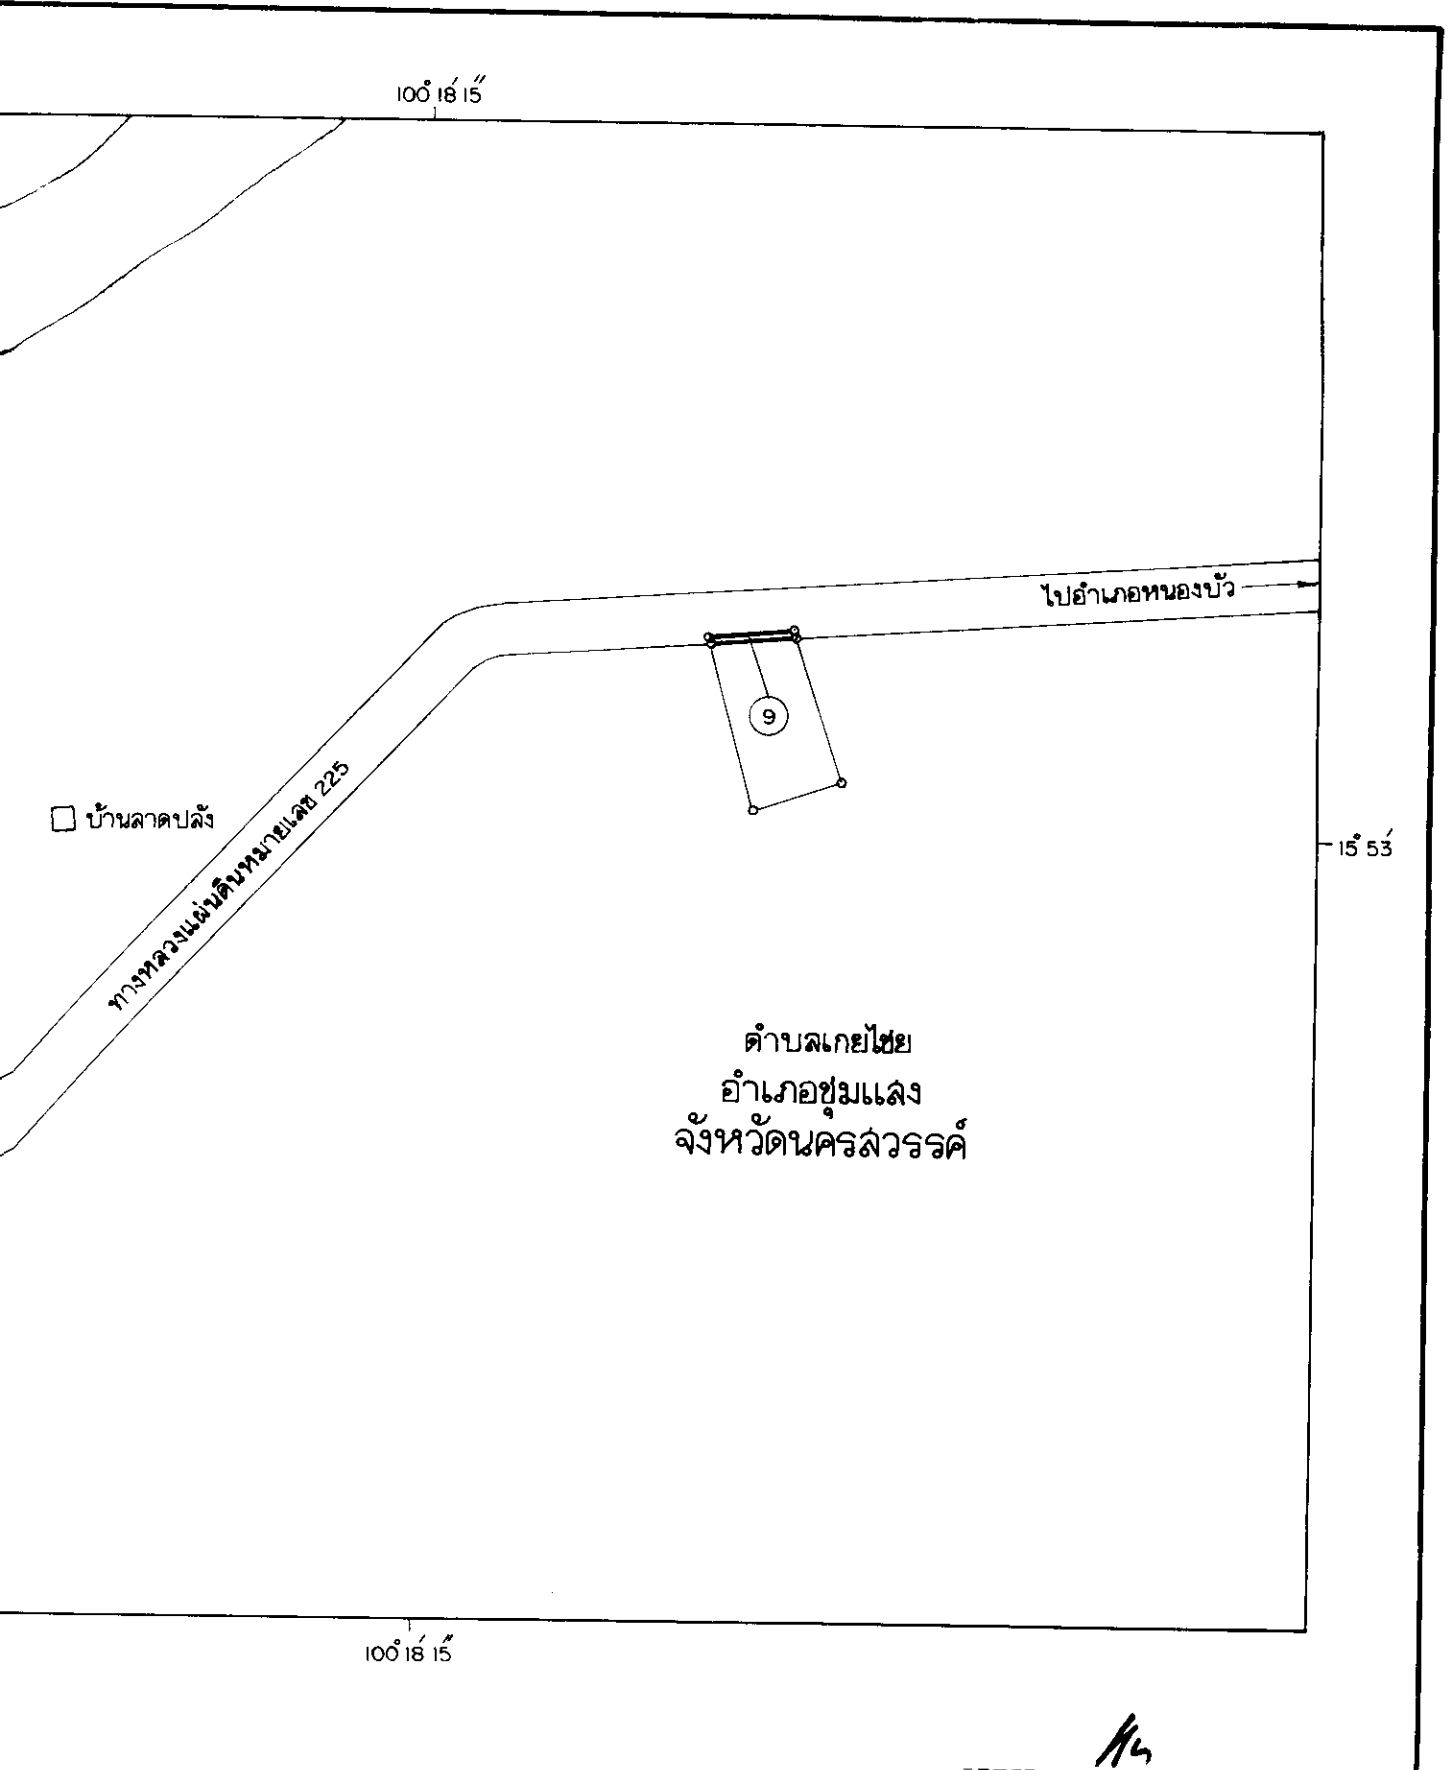 100° 18' 15"
ไปอำเภอหนองบัว
9
ทางหลวงแผ่นดินหมายเลข 225
บ้านลาดปลัง
15° 53'
ตำบลเกยไชย
อำเภอชุมแสง
จังหวัดนครสวรรค์
100° 18' 15"